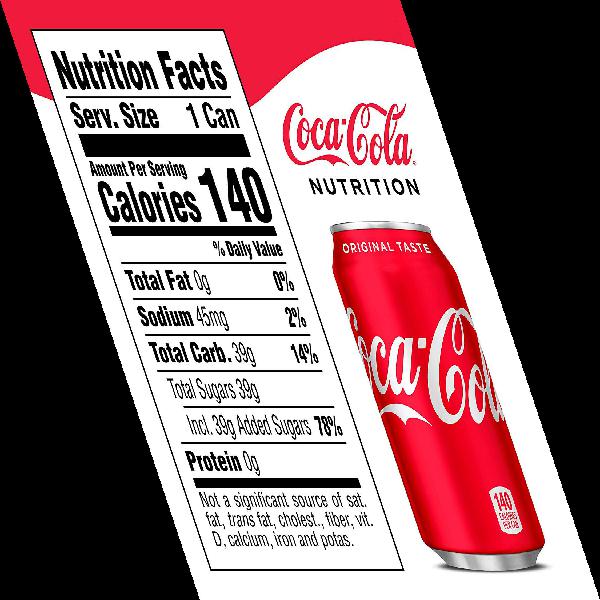 Nutrition Facts
Serv. Size 1 Can
Amount Per Serving
Calories 140
% Daily Value
Total Fat 0g 0%
Sodium 45mg 2%
Total Carb. 39g 14%
Total Sugars 39g
Incl. 39g Added Sugars 78%
Protein 0g
Not a significant source of sat.
fat, trans fat, cholest., fiber, vit.
D, calcium, iron and potas.
Coca-Cola
NUTRITION
ORIGINAL TASTE
Coca-Cola
140
CALORIES
PER CAN